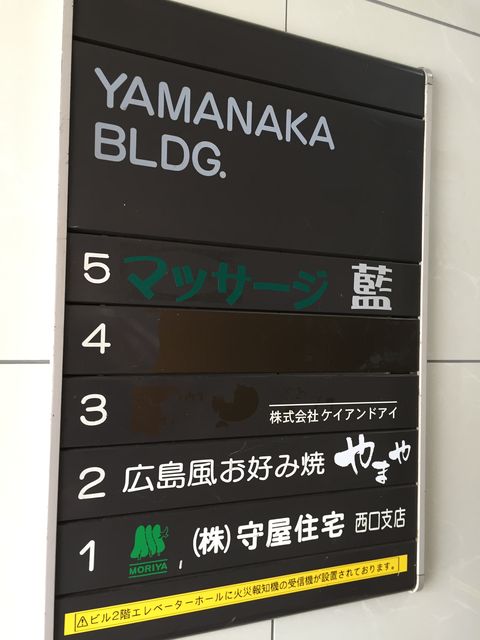 YAMANAKA
BLDG.
5 マッサージ 藍
4
3 株式会社 ケイアンドアイ
2 広島風お好み焼 やまや
1 MORIYA (株)守屋住宅 西口支店
⚠ビル2階エレベーターホールに火災報知機の受信機が設置されております。